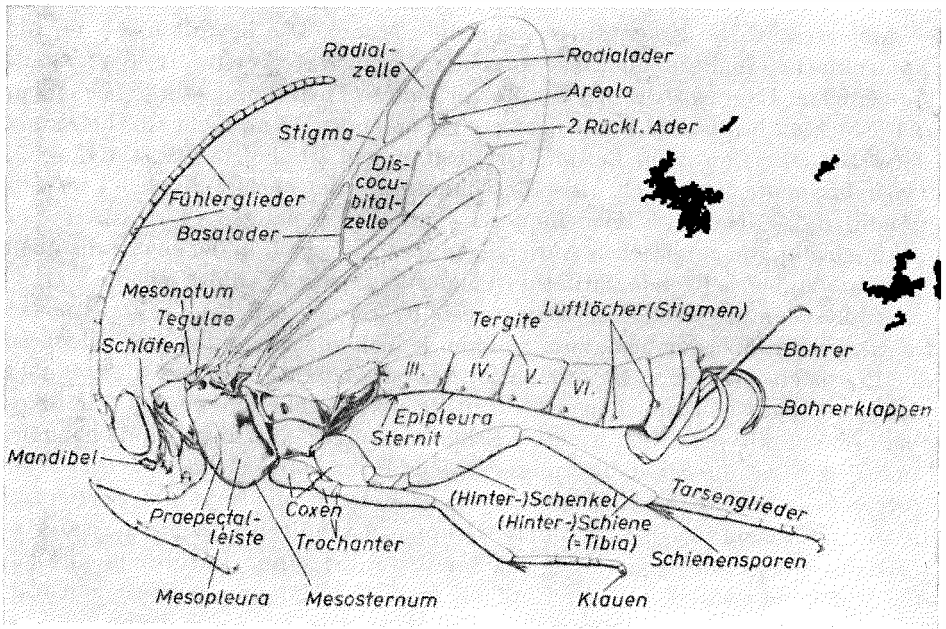 Radial-
zelle
Radialader
Areola
Stigma
2. Rückl. Ader
Dis-
cocu-
bital-
zelle
Fühlerglieder
Basalader
Mesonotum
Tegulae
Schläfen
Luftlöcher (Stigmen)
Tergite
Bohrer
III.
IV.
V.
VI.
Bohrerklappen
Epipleura
Sternit
Mandibel
(Hinter-)Schenkel
Tarsenglieder
Praepectal-
leiste
Coxen
(Hinter-)Schiene
(=Tibia)
Trochanter
Schienensporen
Mesopleura
Mesosternum
Klauen